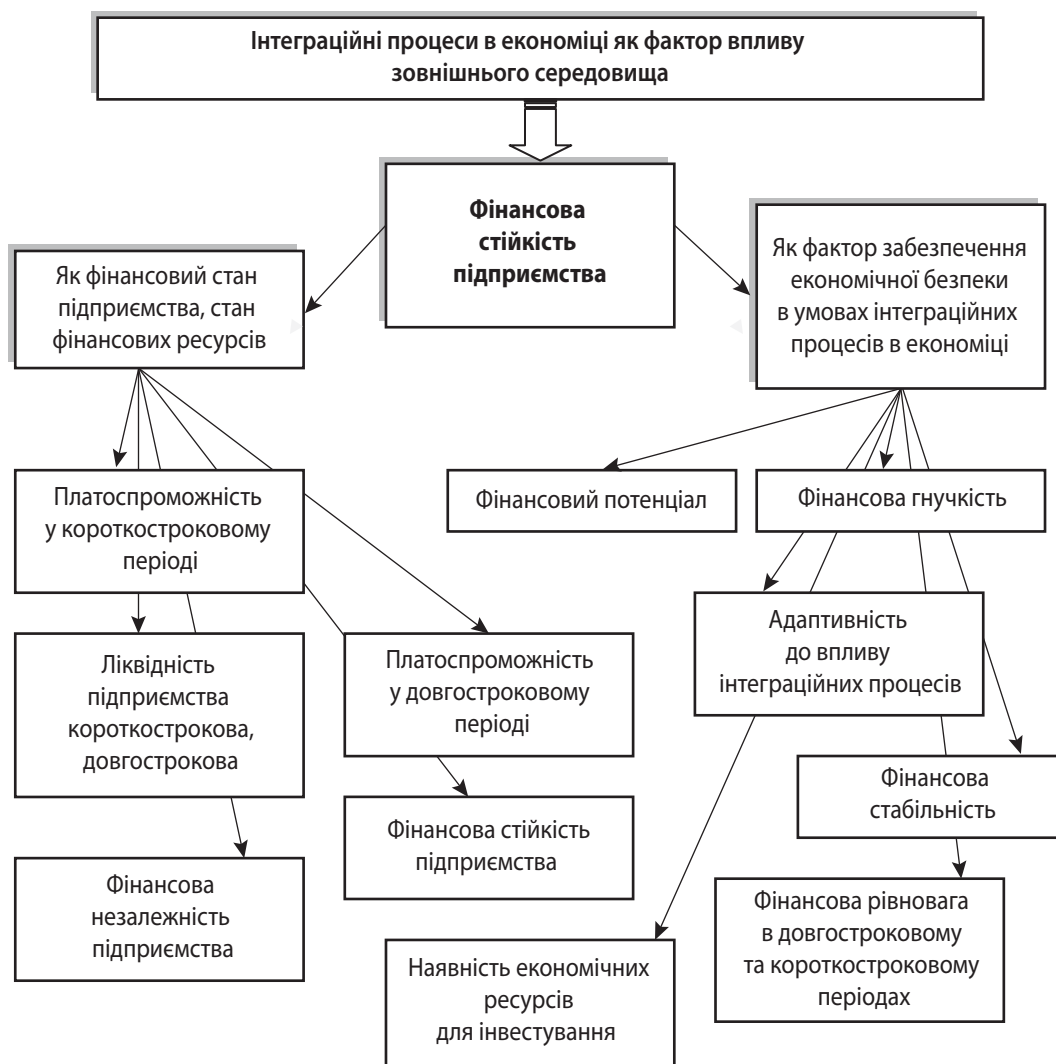 Інтеграційні процеси в економіці як фактор впливу
зовнішнього середовища
Фінансова
стійкість
підприємства
Як фінансовий стан
підприємства, стан
фінансових ресурсів
Як фактор забезпечення
економічної безпеки
в умовах інтеграційних
процесів в економіці
Платоспроможність
у короткостроковому
періоді
Фінансовий потенціал
Фінансова гнучкість
Ліквідність
підприємства
короткострокова,
довгострокова
Платоспроможність
у довгостроковому
періоді
Адаптивність
до впливу
інтеграційних процесів
Фінансова
стабільність
Фінансова стійкість
підприємства
Фінансова
незалежність
підприємства
Наявність економічних
ресурсів
для інвестування
Фінансова рівновага
в довгостроковому
та короткостроковому
періодах